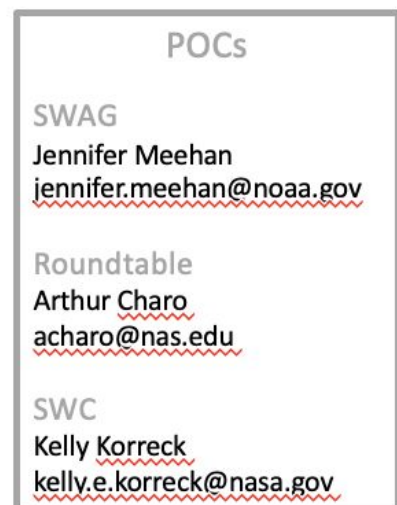 POCs
SWAG
Jennifer Meehan
jennifer.meehan@noaa.gov
Roundtable
Arthur Charo
acharo@nas.edu
SWC
Kelly Korreck
kelly.e.korreck@nasa.gov